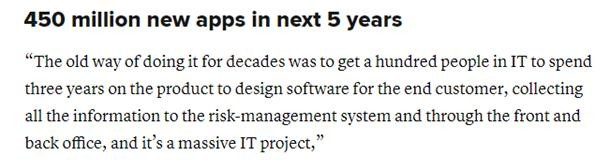 450 million new apps in next 5 years
“The old way of doing it for decades was to get a hundred people in IT to spend
three years on the product to design software for the end customer, collecting
all the information to the risk-management system and through the front and
back office, and it’s a massive IT project,”